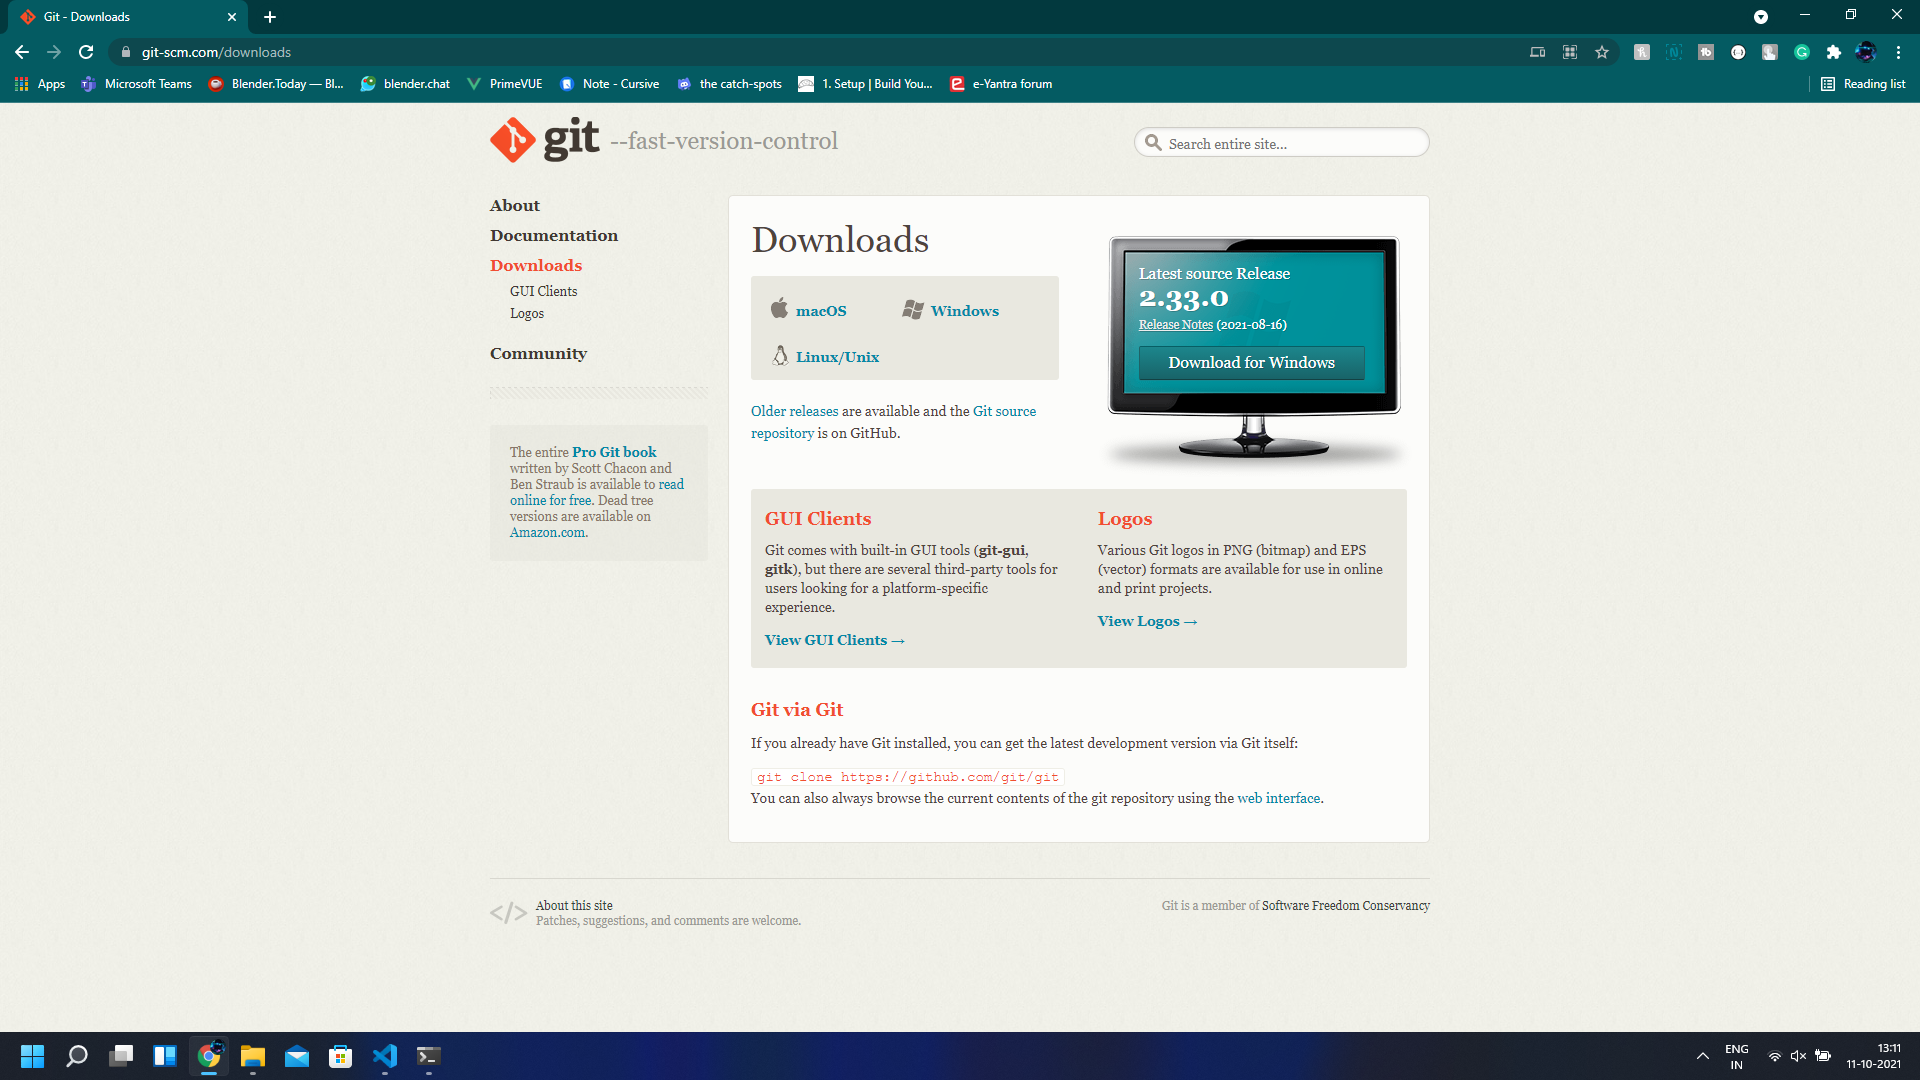 Git - Downloads
git-scm.com/downloads
Apps
Microsoft Teams
Blender.Today — Bl...
blender.chat
PrimeVUE
Note - Cursive
the catch-spots
1. Setup | Build You...
e-Yantra forum
Reading list
git --fast-version-control
Search entire site...
About
Documentation
Downloads
GUI Clients
Logos
Community
The entire Pro Git book
written by Scott Chacon and
Ben Straub is available to read
online for free. Dead tree
versions are available on
Amazon.com.
Downloads
macOS
Windows
Linux/Unix
Older releases are available and the Git source
repository is on GitHub.
Latest source Release
2.33.0
Release Notes (2021-08-16)
Download for Windows
GUI Clients
Git comes with built-in GUI tools (git-gui,
gitk), but there are several third-party tools for
users looking for a platform-specific
experience.
View GUI Clients →
Logos
Various Git logos in PNG (bitmap) and EPS
(vector) formats are available for use in online
and print projects.
View Logos →
Git via Git
If you already have Git installed, you can get the latest development version via Git itself:
git clone https://github.com/git/git
You can also always browse the current contents of the git repository using the web interface.
</> About this site
Patches, suggestions, and comments are welcome.
Git is a member of Software Freedom Conservancy
ENG
IN
13:11
11-10-2021